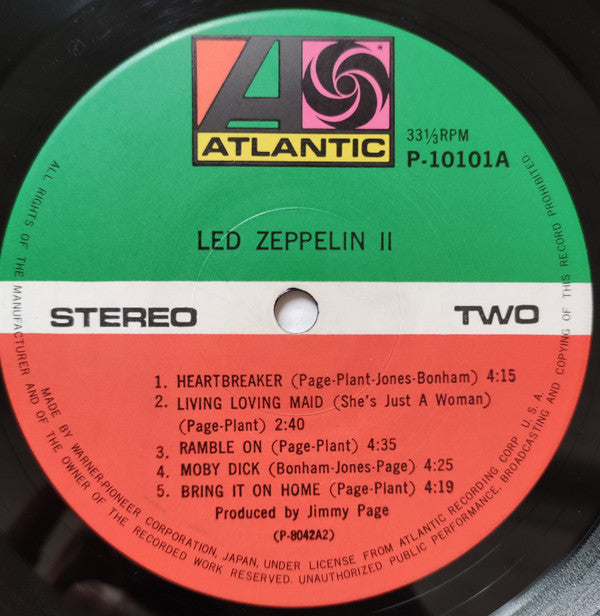 ATLANTIC
33⅓RPM
P-10101A
LED ZEPPELIN II
STEREO
TWO
1. HEARTBREAKER (Page-Plant-Jones-Bonham) 4:15
2. LIVING LOVING MAID (She's Just A Woman)
(Page-Plant) 2:40
3. RAMBLE ON (Page-Plant) 4:35
4. MOBY DICK (Bonham-Jones-Page) 4:25
5. BRING IT ON HOME (Page-Plant) 4:19
Produced by Jimmy Page
(P-8042A2)
MADE BY WARNER-PIONEER CORPORATION, JAPAN, UNDER LICENSE FROM ATLANTIC RECORDING CORP. U.S.A.
ALL RIGHTS OF THE MANUFACTURER AND OF THE OWNER OF THE RECORDED WORK RESERVED. UNAUTHORIZED PUBLIC PERFORMANCE, BROADCASTING AND COPYING OF THIS RECORD PROHIBITED